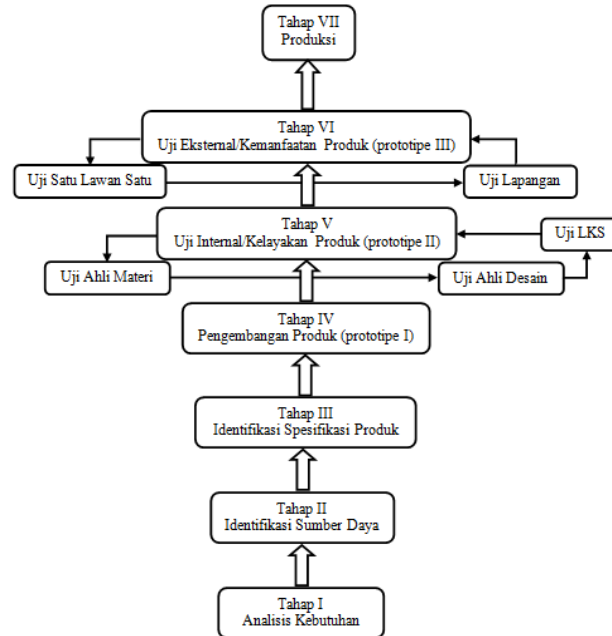 Tahap VII
Produksi
Tahap VI
Uji Eksternal/Kemanfaatan Produk (prototipe III)
Uji Satu Lawan Satu
Uji Lapangan
Tahap V
Uji Internal/Kelayakan Produk (prototipe II)
Uji LKS
Uji Ahli Materi
Uji Ahli Desain
Tahap IV
Pengembangan Produk (prototipe I)
Tahap III
Identifikasi Spesifikasi Produk
Tahap II
Identifikasi Sumber Daya
Tahap I
Analisis Kebutuhan